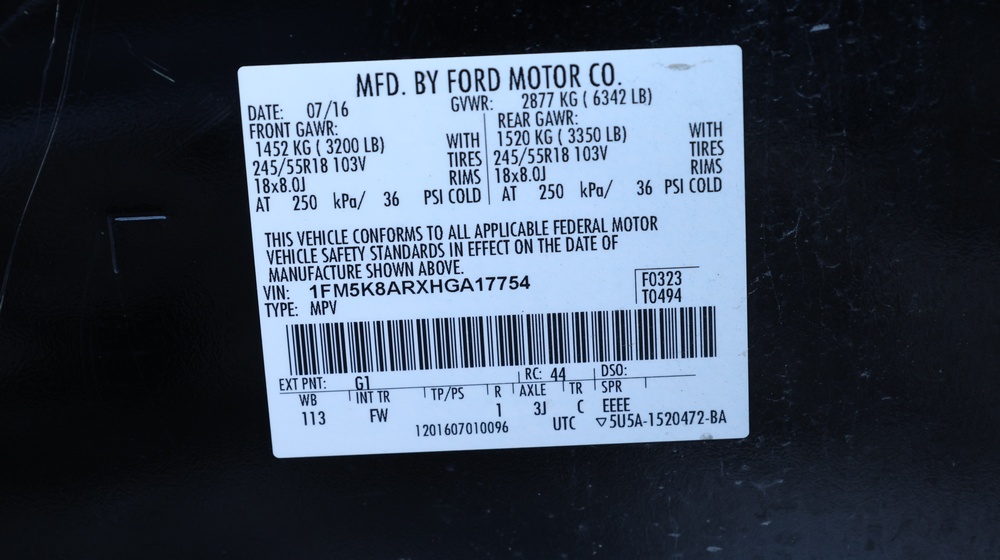 MFD. BY FORD MOTOR CO.
DATE: 07/16 GVWR: 2877 KG ( 6342 LB)
FRONT GAWR: REAR GAWR:
1452 KG ( 3200 LB) WITH 1520 KG ( 3350 LB) WITH
245/55R18 103V TIRES 245/55R18 103V TIRES
18x8.0J RIMS 18x8.0J RIMS
AT 250 kPa/ 36 PSI COLD AT 250 kPa/ 36 PSI COLD
THIS VEHICLE CONFORMS TO ALL APPLICABLE FEDERAL MOTOR
VEHICLE SAFETY STANDARDS IN EFFECT ON THE DATE OF
MANUFACTURE SHOWN ABOVE.
VIN: 1FM5K8ARXHGA17754 F0323
TYPE: MPV T0494
EXT PNT: G1 RC: 44 DSO:
WB INT TR TP/PS R AXLE TR SPR
113 FW 1 3J C EEEE
1201607010096 UTC ▽5U5A-1520472-BA